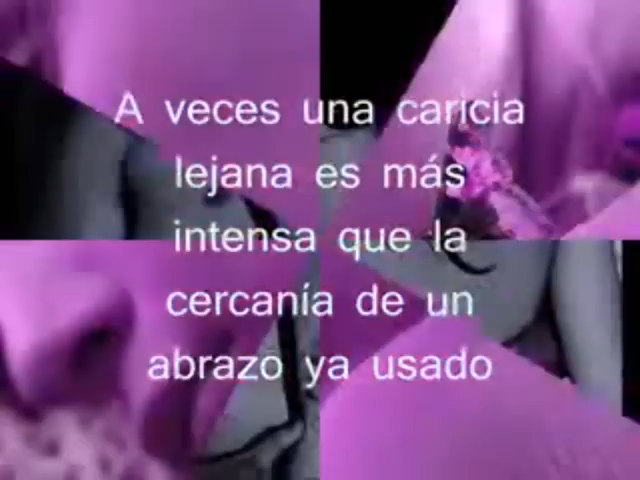 A veces una caricia
lejana es más
intensa que la
cercanía de un
abrazo ya usado